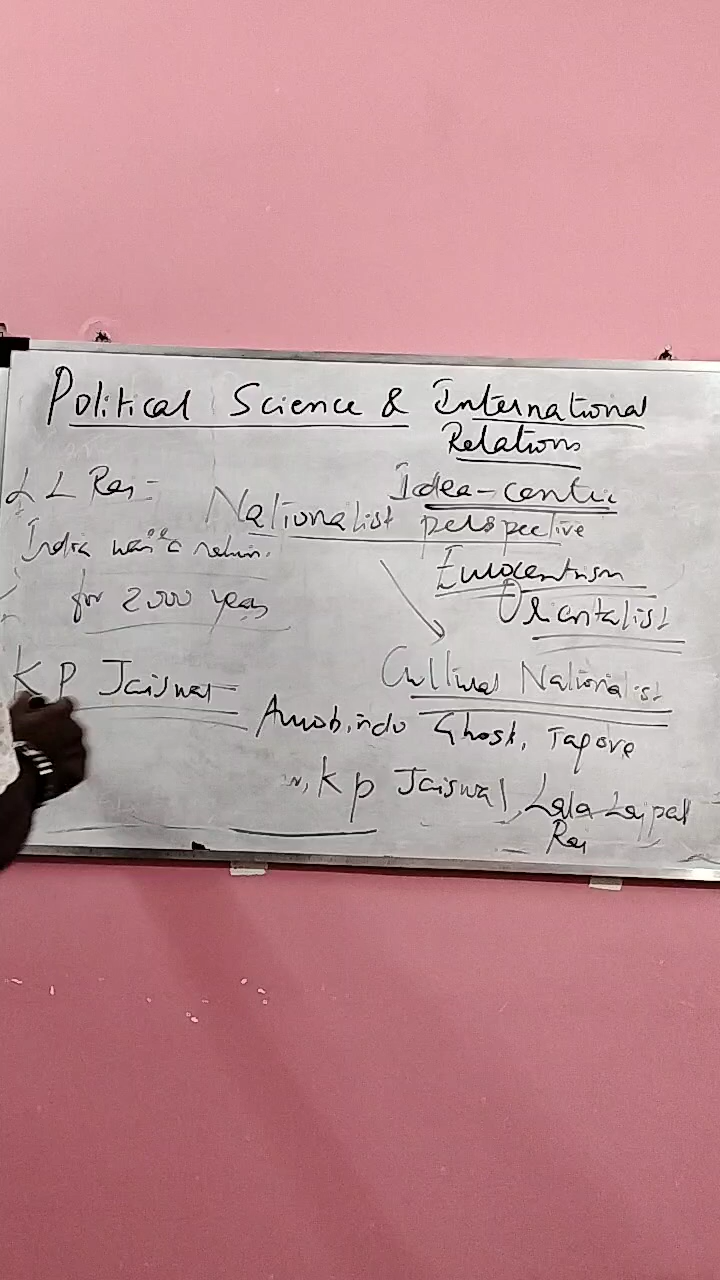 Political Science & International
Relations
L L Rai -
Idea-centric
Nationalist perspective
India was a nation
for 2000 years
Eurocentrism
Orientalist
K P Jaiswal
Cultural Nationalist
Aurobindo Ghosh, Tagore
K P Jaiswal, Lala Lajpat
Rai